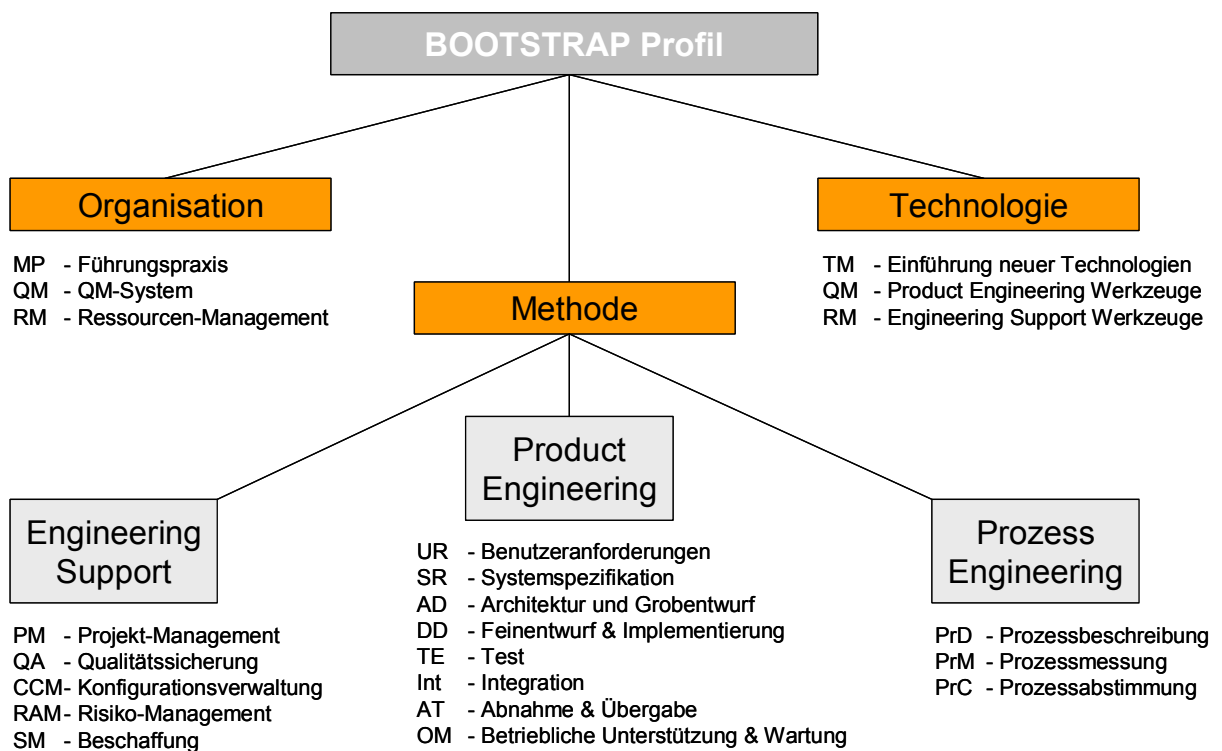 BOOTSTRAP Profil
Organisation
MP - Führungspraxis
QM - QM-System
RM - Ressourcen-Management
Technologie
TM - Einführung neuer Technologien
QM - Product Engineering Werkzeuge
RM - Engineering Support Werkzeuge
Methode
Engineering
Support
PM - Projekt-Management
QA - Qualitätssicherung
CCM- Konfigurationsverwaltung
RAM- Risiko-Management
SM - Beschaffung
Product
Engineering
UR - Benutzeranforderungen
SR - Systemspezifikation
AD - Architektur und Grobentwurf
DD - Feinentwurf & Implementierung
TE - Test
Int - Integration
AT - Abnahme & Übergabe
OM - Betriebliche Unterstützung & Wartung
Prozess
Engineering
PrD - Prozessbeschreibung
PrM - Prozessmessung
PrC - Prozessabstimmung